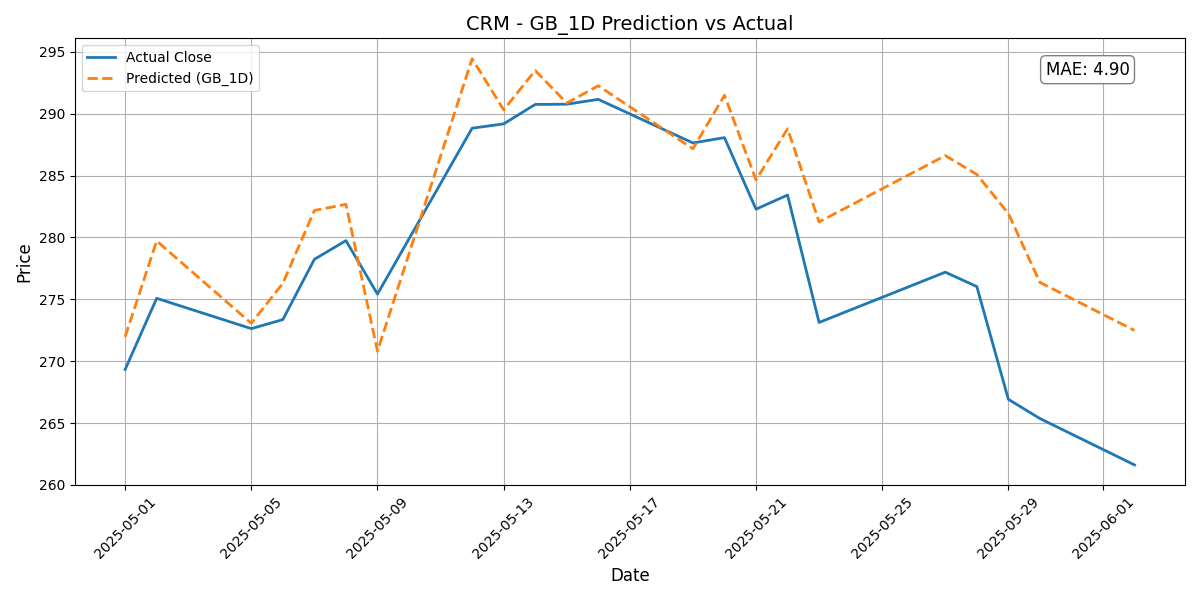 CRM - GB_1D Prediction vs Actual
Actual Close
Predicted (GB_1D)
MAE: 4.90
Price
295
290
285
280
275
270
265
260
2025-05-01
2025-05-05
2025-05-09
2025-05-13
2025-05-17
2025-05-21
2025-05-25
2025-05-29
2025-06-01
Date